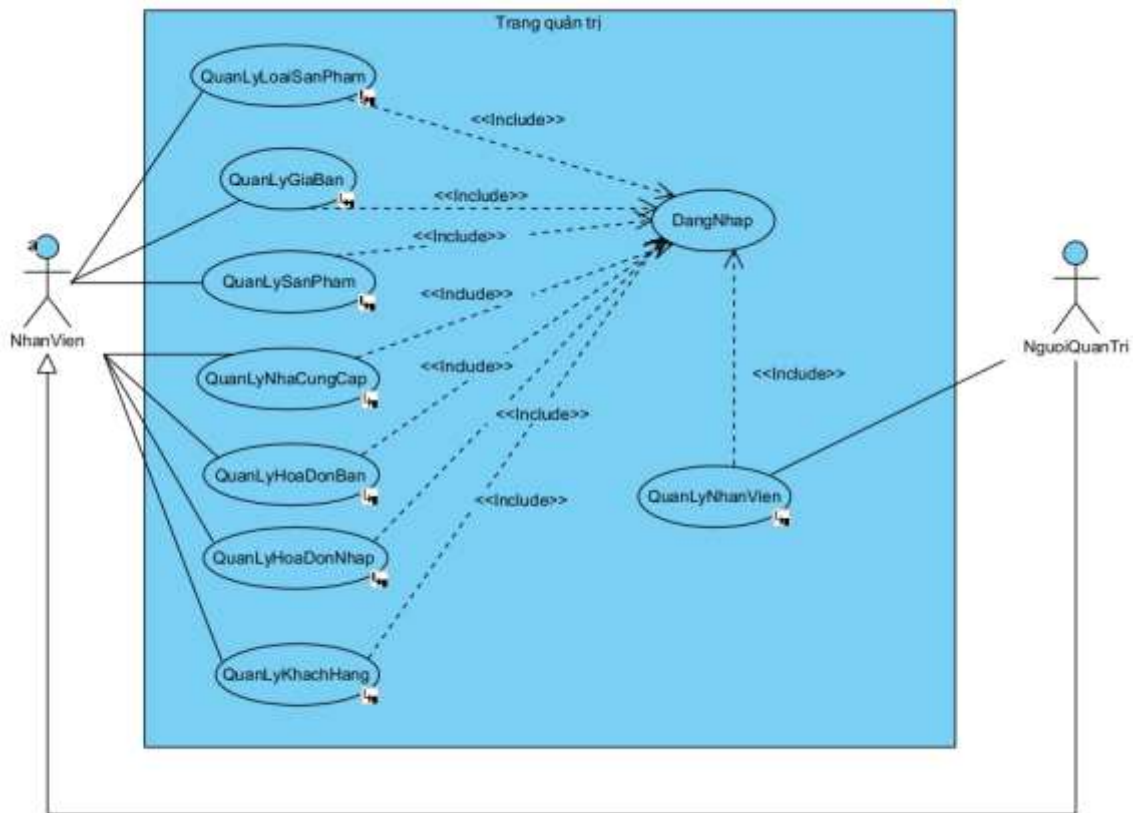 Trang quản trị
QuanLyLoaiSanPham
<<Include>>
QuanLyGiaBan
<<Include>>
DangNhap
<<Include>>
QuanLySanPham
<<Include>>
NhanVien
NguoiQuanTri
QuanLyNhaCungCap
<<Include>>
<<Include>>
<<Include>>
QuanLyHoaDonBan
<<Include>>
QuanLyNhanVien
QuanLyHoaDonNhap
QuanLyKhachHang